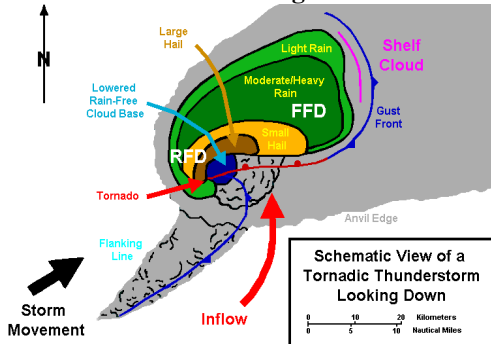 N
Large
Hail
Light Rain
Shelf
Cloud
Lowered
Rain-Free
Cloud Base
Moderate/Heavy
Rain
FFD
Gust
Front
Small
Hail
RFD
Tornado
Anvil Edge
Flanking
Line
Storm
Movement
Inflow
Schematic View of a
Tornadic Thunderstorm
Looking Down
0 10 20 Kilometers
0 5 10 Nautical Miles